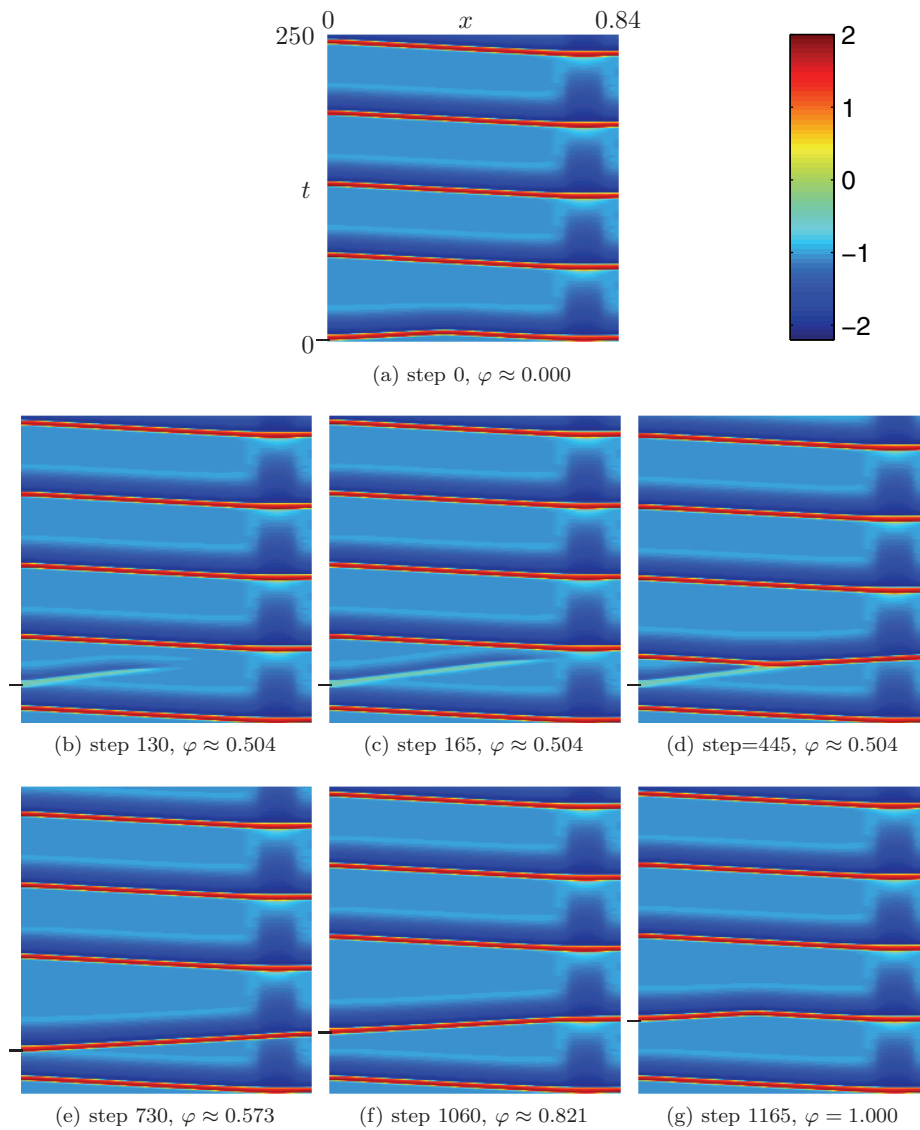 0 x 0.84
250
t
0
2
1
0
−1
−2
(a) step 0, φ ≈ 0.000
(b) step 130, φ ≈ 0.504
(c) step 165, φ ≈ 0.504
(d) step=445, φ ≈ 0.504
(e) step 730, φ ≈ 0.573
(f) step 1060, φ ≈ 0.821
(g) step 1165, φ = 1.000